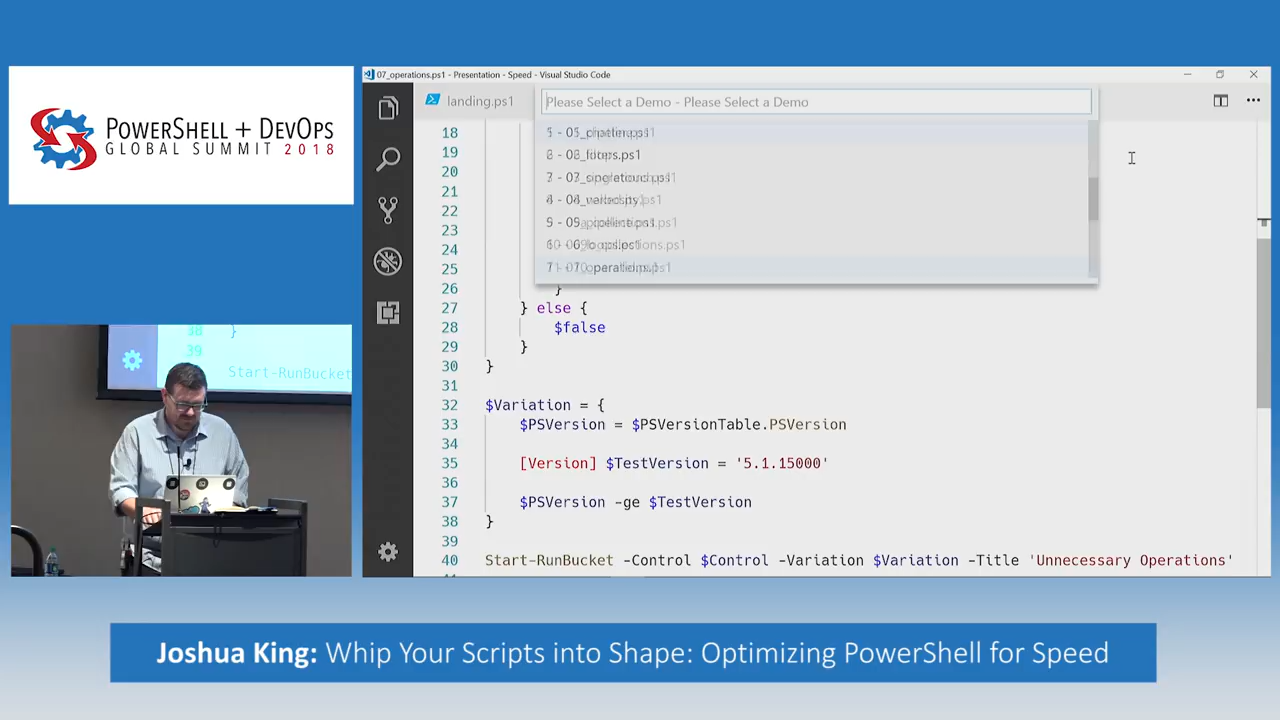 POWERSHELL + DEVOPS
GLOBAL SUMMIT 2018
07_operations.ps1 - Presentation - Speed - Visual Studio Code
landing.ps1
Please Select a Demo - Please Select a Demo
18
19
20
21
22
23
24
25
26 }
27 } else {
28 $false
29 }
30 }
31
32 $Variation = {
33 $PSVersion = $PSVersionTable.PSVersion
34
35 [Version] $TestVersion = '5.1.15000'
36
37 $PSVersion -ge $TestVersion
38 }
39
40 Start-RunBucket -Control $Control -Variation $Variation -Title 'Unnecessary Operations'
38 }
39
Start-RunBucket
Joshua King: Whip Your Scripts into Shape: Optimizing PowerShell for Speed